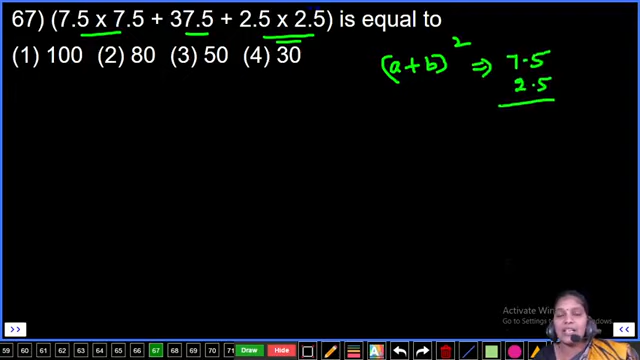 67) (7.5 x 7.5 + 37.5 + 2.5 x 2.5) is equal to
(1) 100 (2) 80 (3) 50 (4) 30
(a+b)² ⇒ 7.5
2.5
Activate Windows
Go to Settings to activate Windows.
>> 59 60 61 62 63 64 65 66 67 68 69 70 71 Draw Hide <<